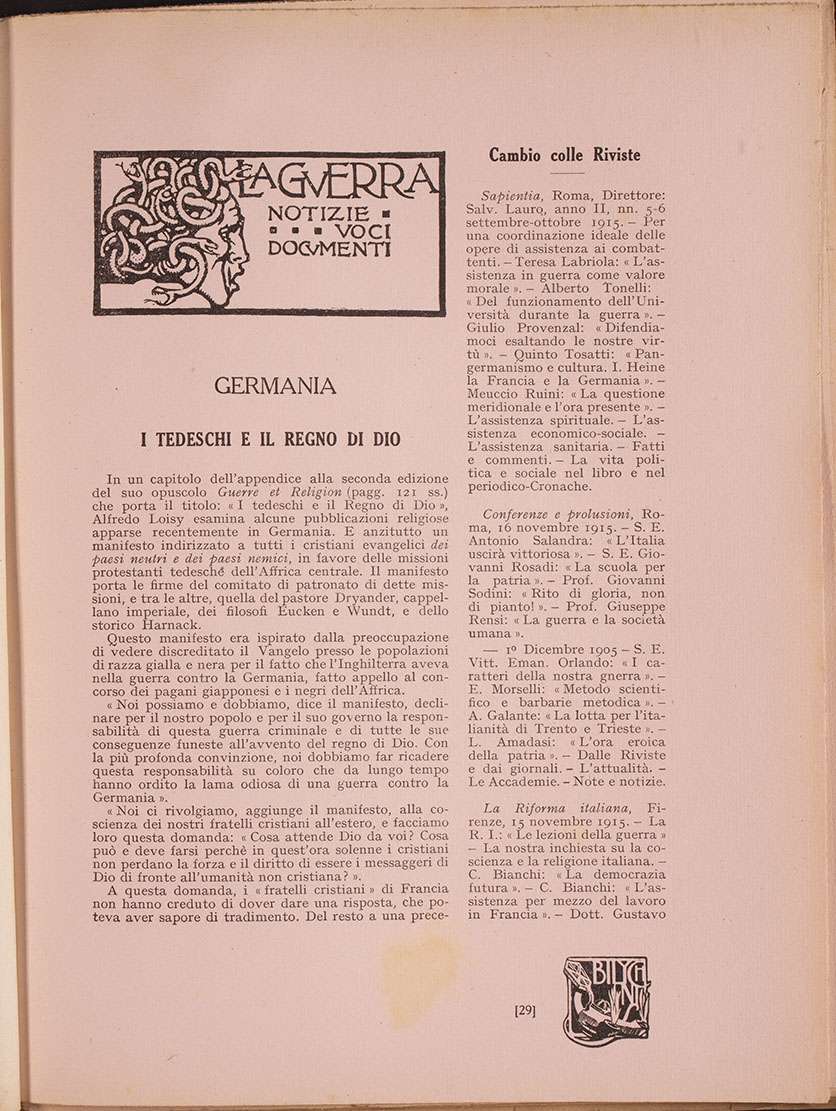 LA GVERRA
NOTIZIE
VOCI
DOCVMENTI
GERMANIA
I TEDESCHI E IL REGNO DI DIO
In un capitolo dell'appendice alla seconda edizione
del suo opuscolo Guerre et Religion (pagg. 121 ss.)
che porta il titolo: « I tedeschi e il Regno di Dio »,
Alfredo Loisy esamina alcune pubblicazioni religiose
apparse recentemente in Germania. E anzitutto un
manifesto indirizzato a tutti i cristiani evangelici dei
paesi neutri e dei paesi nemici, in favore delle missioni
protestanti tedesche dell'Affrica centrale. Il manifesto
porta le firme del comitato di patronato di dette mis-
sioni, e tra le altre, quella del pastore Dryander, cappel-
lano imperiale, dei filosofi Eucken e Wundt, e dello
storico Harnack.
Questo manifesto era ispirato dalla preoccupazione
di vedere discreditato il Vangelo presso le popolazioni
di razza gialla e nera per il fatto che l'Inghilterra aveva
nella guerra contro la Germania, fatto appello al con-
corso dei pagani giapponesi e i negri dell'Affrica.
« Noi possiamo e dobbiamo, dice il manifesto, decli-
nare per il nostro popolo e per il suo governo la respon-
sabilità di questa guerra criminale e di tutte le sue
conseguenze funeste all'avvento del regno di Dio. Con
la più profonda convinzione, noi dobbiamo far ricadere
questa responsabilità su coloro che da lungo tempo
hanno ordito la lama odiosa di una guerra contro la
Germania ».
« Noi ci rivolgiamo, aggiunge il manifesto, alla co-
scienza dei nostri fratelli cristiani all'estero, e facciamo
loro questa domanda: « Cosa attende Dio da voi? Cosa
può e deve farsi perchè in quest'ora solenne i cristiani
non perdano la forza e il diritto di essere i messaggeri di
Dio di fronte all'umanità non cristiana? ».
A questa domanda, i « fratelli cristiani » di Francia
non hanno creduto di dover dare una risposta, che po-
teva aver sapore di tradimento. Del resto a una prece-
Cambio colle Riviste
Sapientia, Roma, Direttore:
Salv. Lauro, anno II, nn. 5-6
settembre-ottobre 1915. – Per
una coordinazione ideale delle
opere di assistenza ai combat-
tenti. – Teresa Labriola: « L'as-
sistenza in guerra come valore
morale ». – Alberto Tonelli:
« Del funzionamento dell'Uni-
versità durante la guerra ». –
Giulio Provenzal: « Difendia-
moci esaltando le nostre vir-
tù ». – Quinto Tosatti: « Pan-
germanismo e cultura. I. Heine
la Francia e la Germania ». –
Meuccio Ruini: « La questione
meridionale e l'ora presente ». –
L'assistenza spirituale. – L'as-
sistenza economico-sociale. –
L'assistenza sanitaria. – Fatti
e commenti. – La vita poli-
tica e sociale nel libro e nel
periodico-Cronache.
Conferenze e prolusioni, Ro-
ma, 16 novembre 1915. – S. E.
Antonio Salandra: « L'Italia
uscirà vittoriosa ». – S. E. Gio-
vanni Rosadi: « La scuola per
la patria ». – Prof. Giovanni
Sodini: « Rito di gloria, non
di pianto! ». – Prof. Giuseppe
Rensi: « La guerra e la società
umana ».
— 1º Dicembre 1905 – S. E.
Vitt. Eman. Orlando: « I ca-
ratteri della nostra gnerra ». –
E. Morselli: « Metodo scienti-
fico e barbarie metodica ». –
A. Galante: « La lotta per l'ita-
lianità di Trento e Trieste ». –
L. Amadasi: « L'ora eroica
della patria ». – Dalle Riviste
e dai giornali. – L'attualità. –
Le Accademie. – Note e notizie.
La Riforma italiana, Fi-
renze, 15 novembre 1915. – La
R. I.: « Le lezioni della guerra »
– La nostra inchiesta su la co-
scienza e la religione italiana. –
C. Bianchi: « La democrazia
futura ». – C. Bianchi: « L'as-
sistenza per mezzo del lavoro
in Francia ». – Dott. Gustavo
[29]
BILYCHNIS